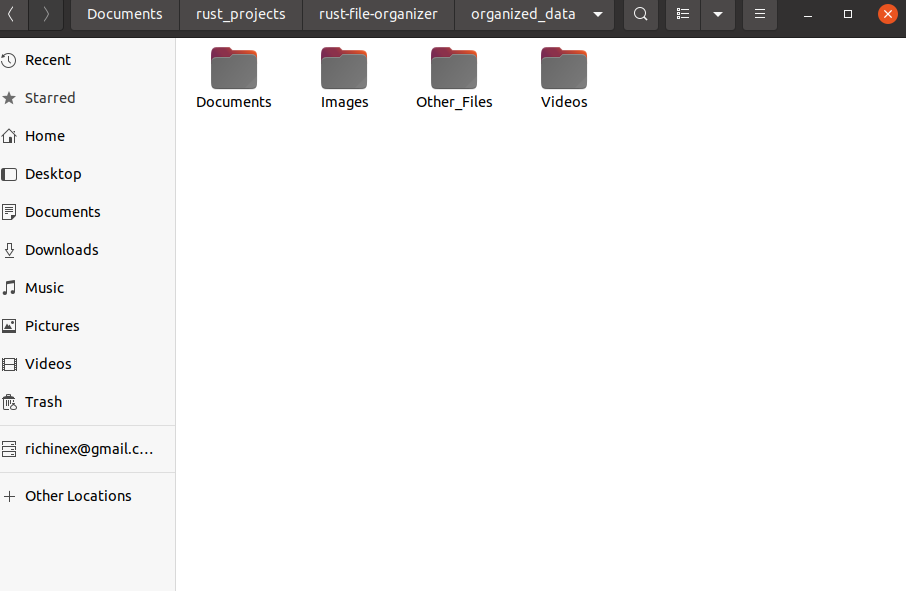 Documents rust_projects rust-file-organizer organized_data
Recent
Starred
Home
Desktop
Documents
Downloads
Music
Pictures
Videos
Trash
richinex@gmail.c...
Other Locations
Documents Images Other_Files Videos